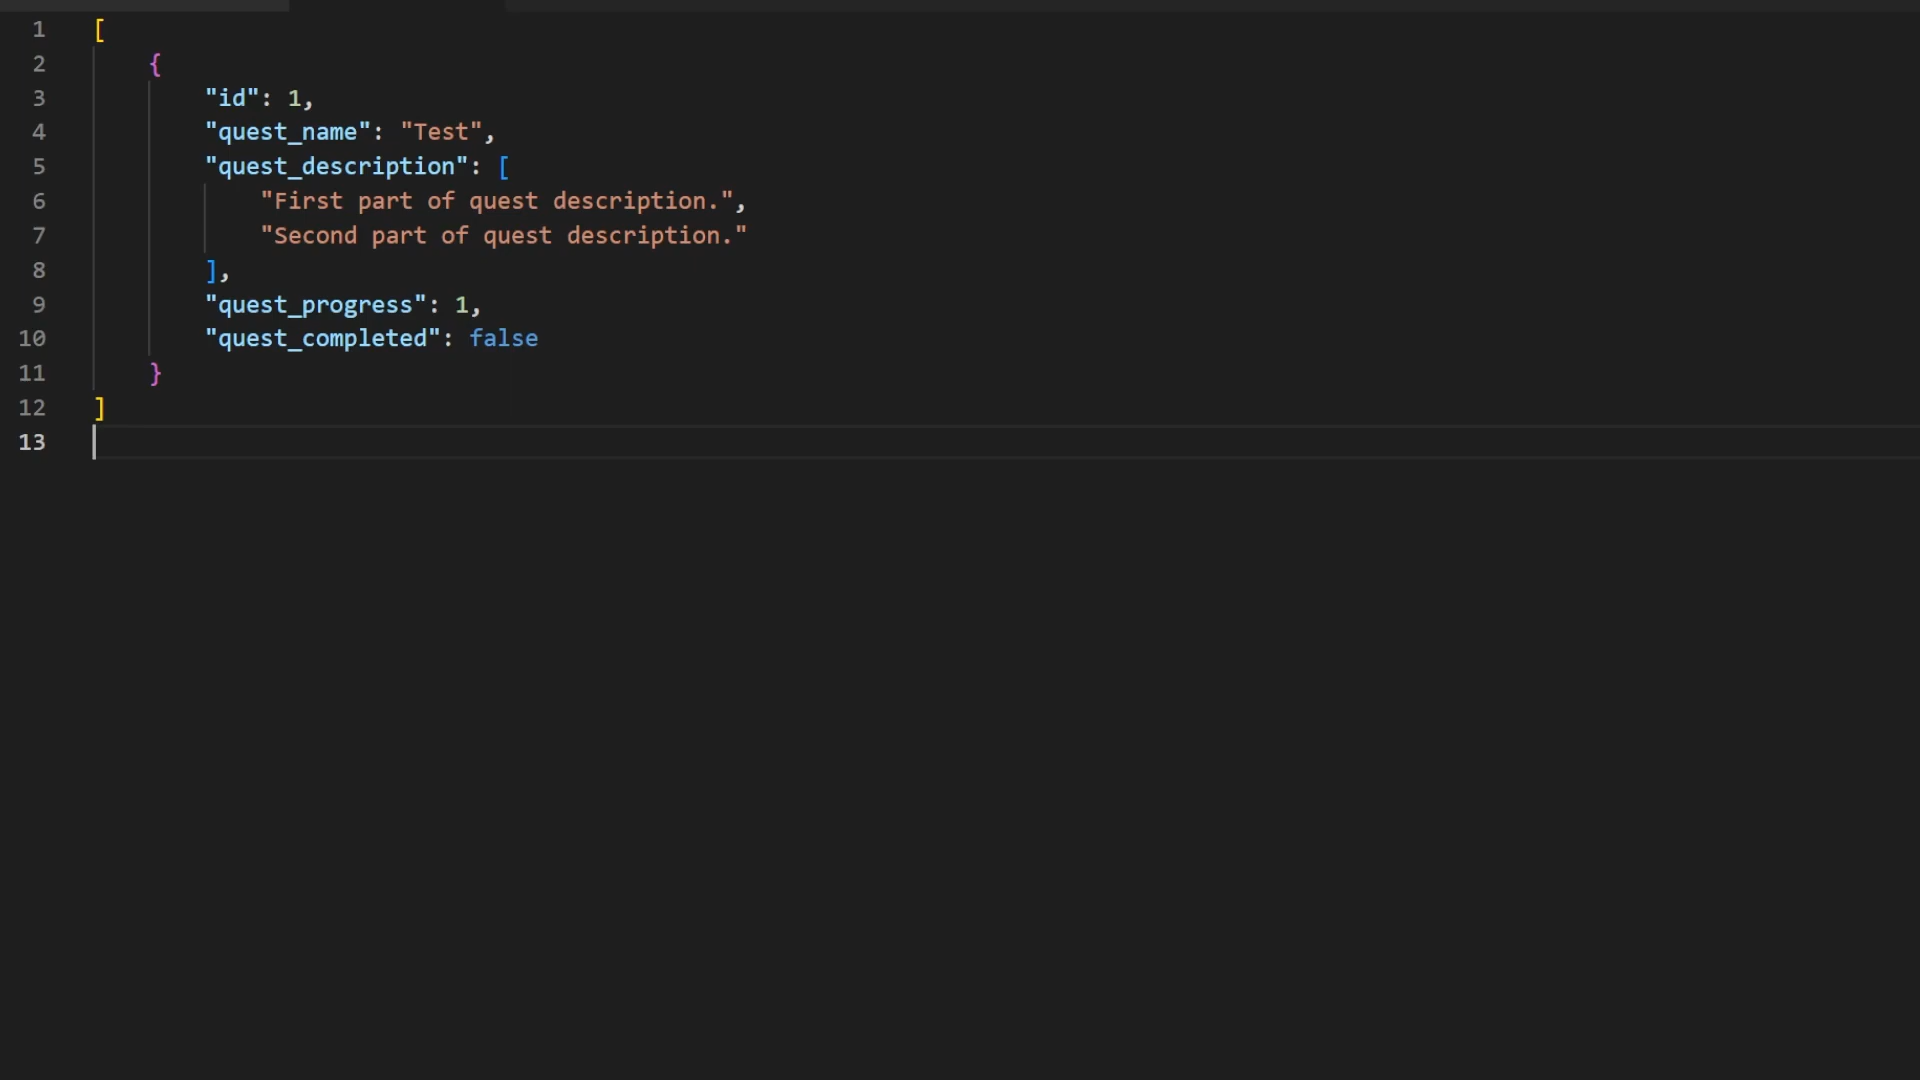 1 [
2     {
3         "id": 1,
4         "quest_name": "Test",
5         "quest_description": [
6             "First part of quest description.",
7             "Second part of quest description."
8         ],
9         "quest_progress": 1,
10         "quest_completed": false
11     }
12 ]
13